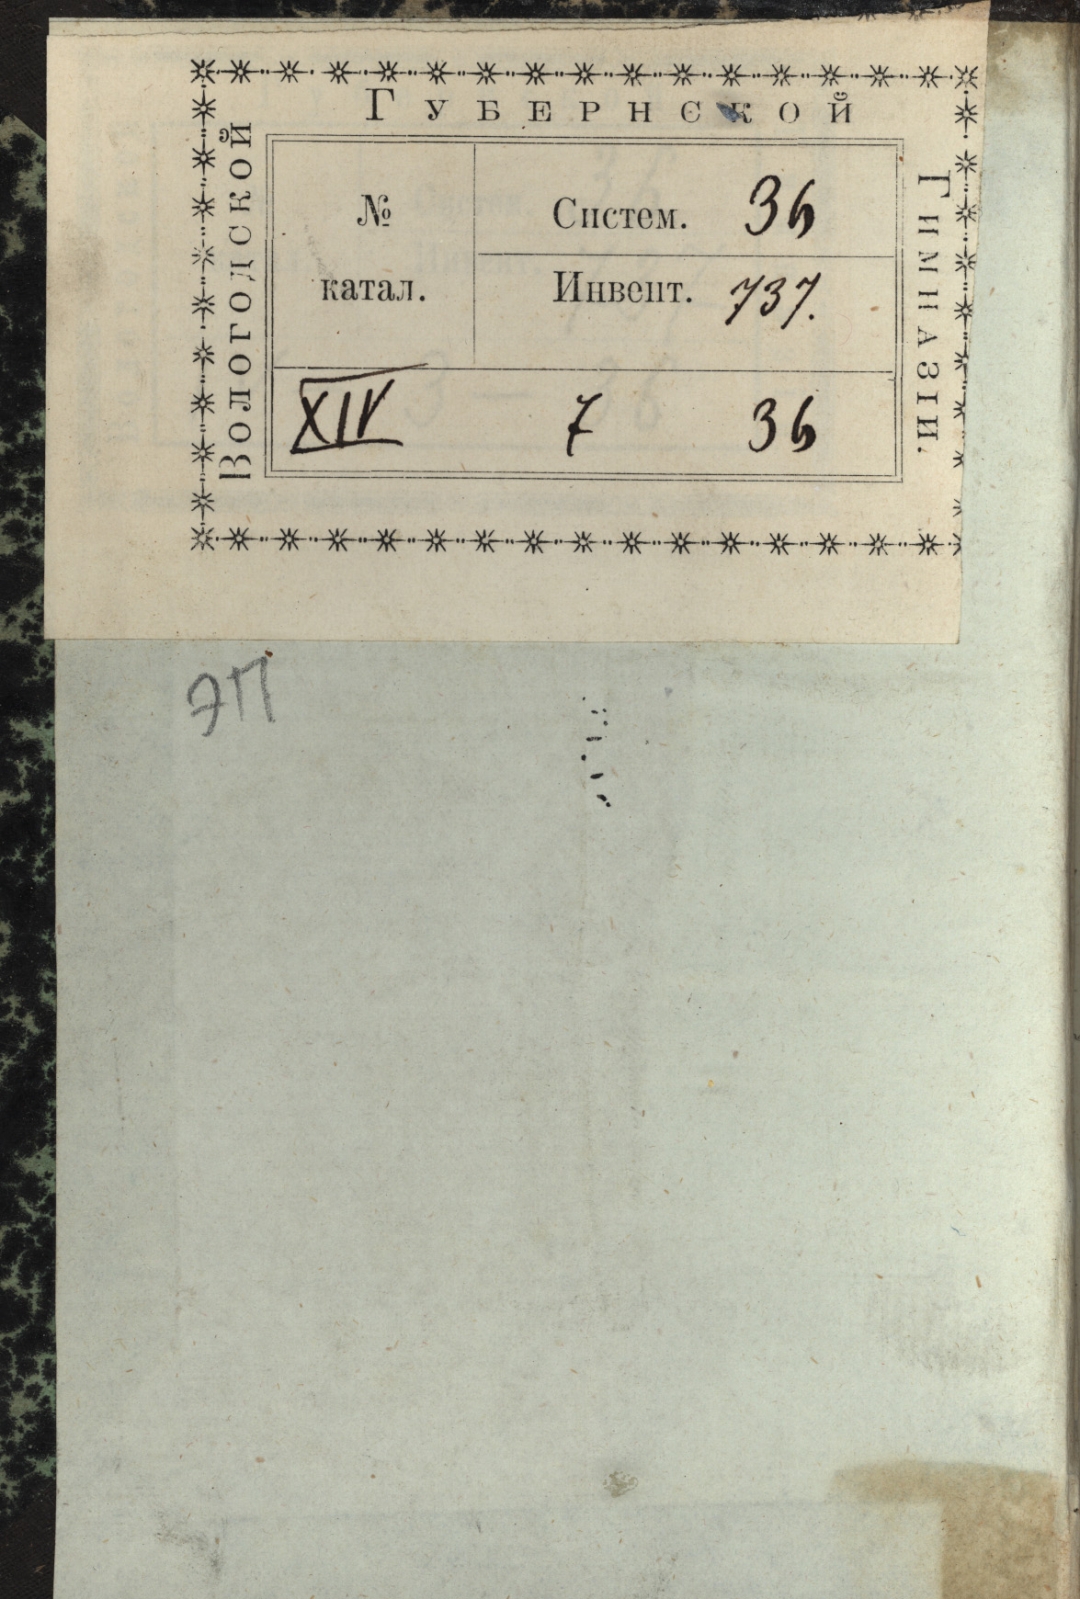 Вологодской
Губернской
Гимназіи.
№
катал.
Систем. 36
Инвент. 737.
XIV 7 36
ЭП